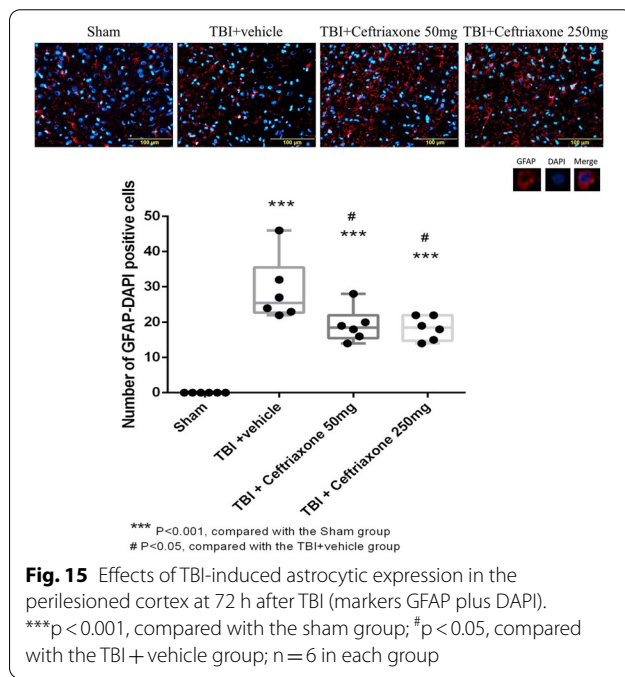 Sham TBI+vehicle TBI+Ceftriaxone 50mg TBI+Ceftriaxone 250mg
100 µm 100 µm 100 µm 100 µm
GFAP DAPI Merge
Number of GFAP-DAPI positive cells
50
40
30
20
10
0
***
#
***
#
***
Sham
TBI +vehicle
TBI + Ceftriaxone 50mg
TBI + Ceftriaxone 250mg
*** P<0.001, compared with the Sham group
# P<0.05, compared with the TBI+vehicle group
Fig. 15 Effects of TBI-induced astrocytic expression in the
perilesioned cortex at 72 h after TBI (markers GFAP plus DAPI).
***p < 0.001, compared with the sham group; #p < 0.05, compared
with the TBI + vehicle group; n = 6 in each group